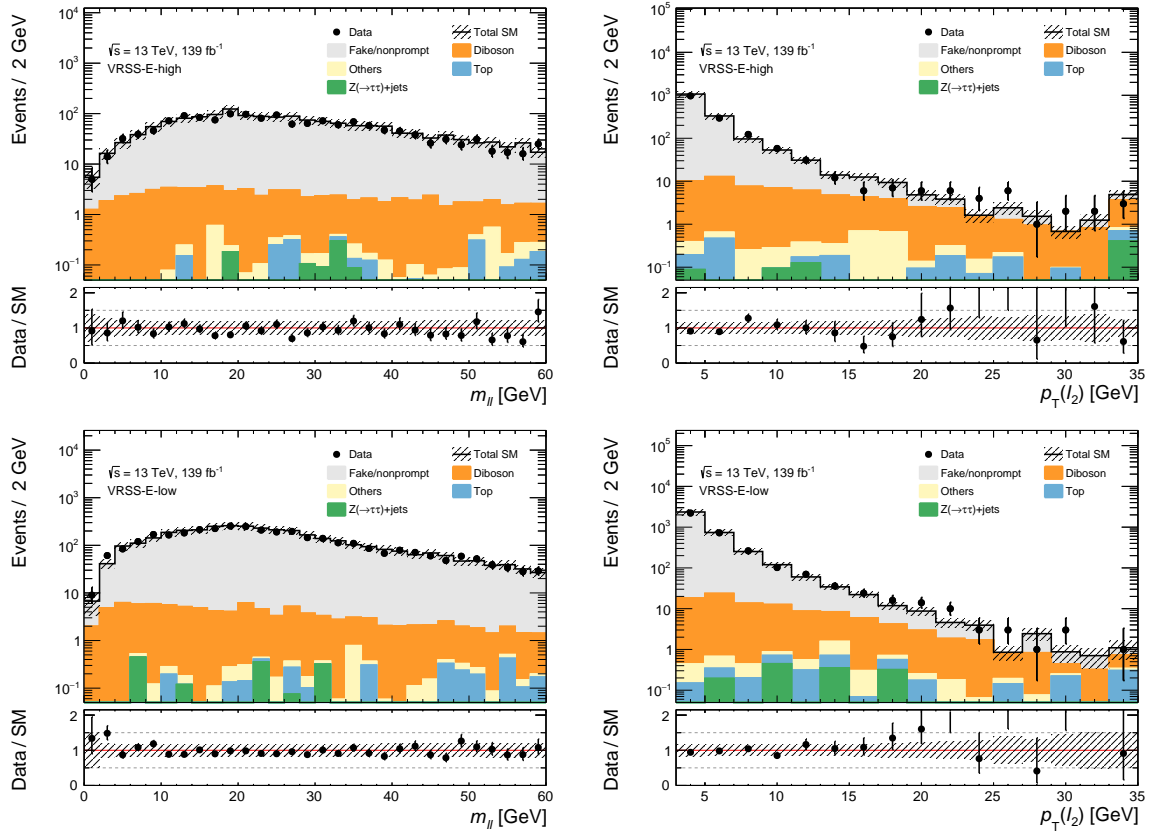 Events / 2 GeV
10⁴
10³
10²
10
1
10⁻¹
√s = 13 TeV, 139 fb⁻¹
VRSS-E-high
Data
Total SM
Fake/nonprompt
Diboson
Others
Top
Z(→ττ)+jets
Data / SM
2
1
0
0 10 20 30 40 50 60
m_ll [GeV]
Events / 2 GeV
10⁵
10⁴
10³
10²
10
1
10⁻¹
√s = 13 TeV, 139 fb⁻¹
VRSS-E-high
Data
Total SM
Fake/nonprompt
Diboson
Others
Top
Z(→ττ)+jets
Data / SM
2
1
0
5 10 15 20 25 30 35
p_T(l_2) [GeV]
Events / 2 GeV
10⁴
10³
10²
10
1
10⁻¹
√s = 13 TeV, 139 fb⁻¹
VRSS-E-low
Data
Total SM
Fake/nonprompt
Diboson
Others
Top
Z(→ττ)+jets
Data / SM
2
1
0
0 10 20 30 40 50 60
m_ll [GeV]
Events / 2 GeV
10⁵
10⁴
10³
10²
10
1
10⁻¹
√s = 13 TeV, 139 fb⁻¹
VRSS-E-low
Data
Total SM
Fake/nonprompt
Diboson
Others
Top
Z(→ττ)+jets
Data / SM
2
1
0
5 10 15 20 25 30 35
p_T(l_2) [GeV]